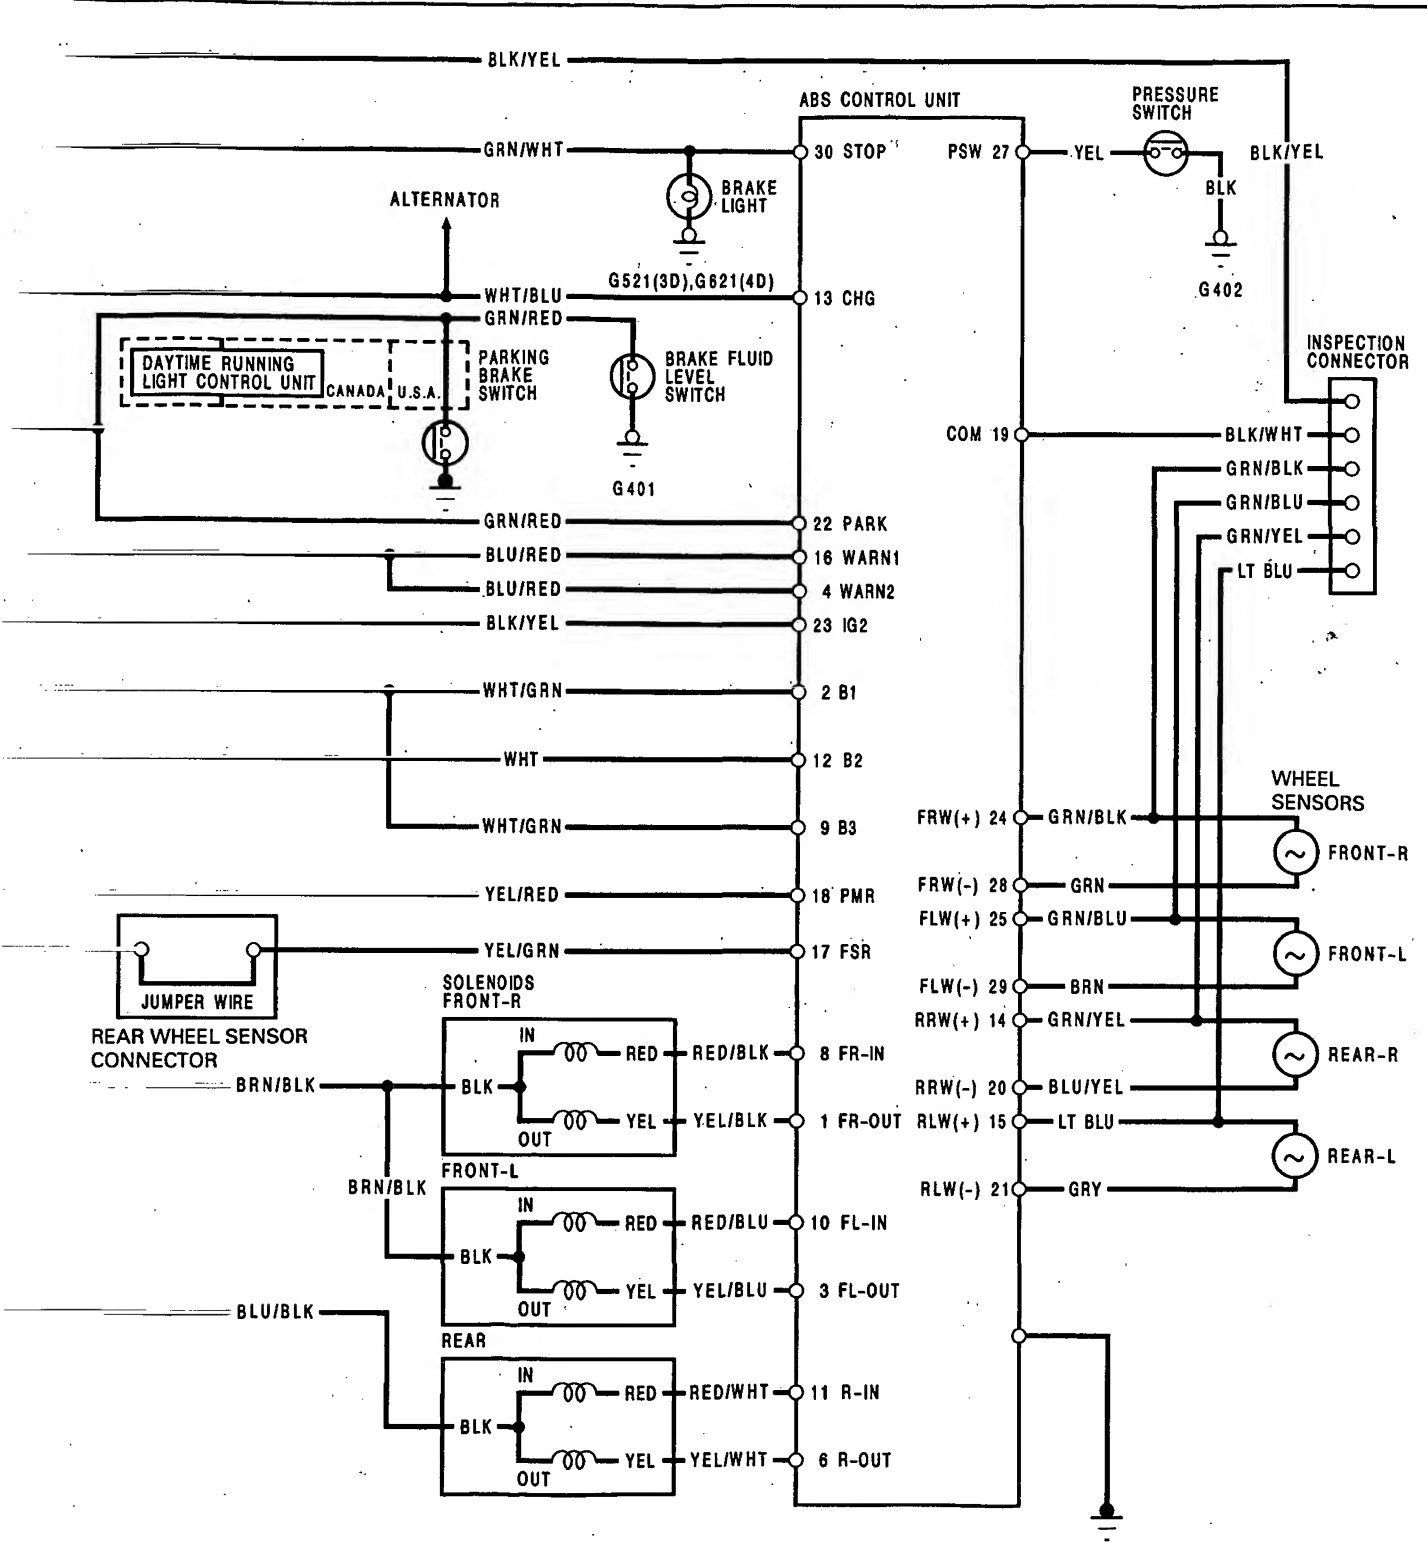 BLK/YEL
ABS CONTROL UNIT
PRESSURE
SWITCH
GRN/WHT
30 STOP
PSW 27
YEL
BLK/YEL
BLK
BRAKE
LIGHT
ALTERNATOR
G521(3D),G621(4D)
G402
WHT/BLU
13 CHG
GRN/RED
INSPECTION
CONNECTOR
DAYTIME RUNNING
LIGHT CONTROL UNIT
CANADA
U.S.A.
PARKING
BRAKE
SWITCH
BRAKE FLUID
LEVEL
SWITCH
COM 19
BLK/WHT
GRN/BLK
G401
GRN/BLU
GRN/RED
22 PARK
GRN/YEL
BLU/RED
16 WARN1
LT BLU
BLU/RED
4 WARN2
BLK/YEL
23 IG2
WHT/GRN
2 B1
WHT
12 B2
WHEEL
SENSORS
WHT/GRN
9 B3
FRW(+) 24
GRN/BLK
FRONT-R
YEL/RED
18 PMR
FRW(-) 28
GRN
FLW(+) 25
GRN/BLU
YEL/GRN
17 FSR
FRONT-L
JUMPER WIRE
REAR WHEEL SENSOR
CONNECTOR
SOLENOIDS
FRONT-R
FLW(-) 29
BRN
RRW(+) 14
GRN/YEL
IN
RED
RED/BLK
8 FR-IN
REAR-R
BRN/BLK
BLK
RRW(-) 20
BLU/YEL
YEL
YEL/BLK
1 FR-OUT
RLW(+) 15
LT BLU
OUT
REAR-L
FRONT-L
BRN/BLK
RLW(-) 21
GRY
IN
RED
RED/BLU
10 FL-IN
BLK
YEL
YEL/BLU
3 FL-OUT
OUT
BLU/BLK
REAR
IN
RED
RED/WHT
11 R-IN
BLK
YEL
YEL/WHT
6 R-OUT
OUT